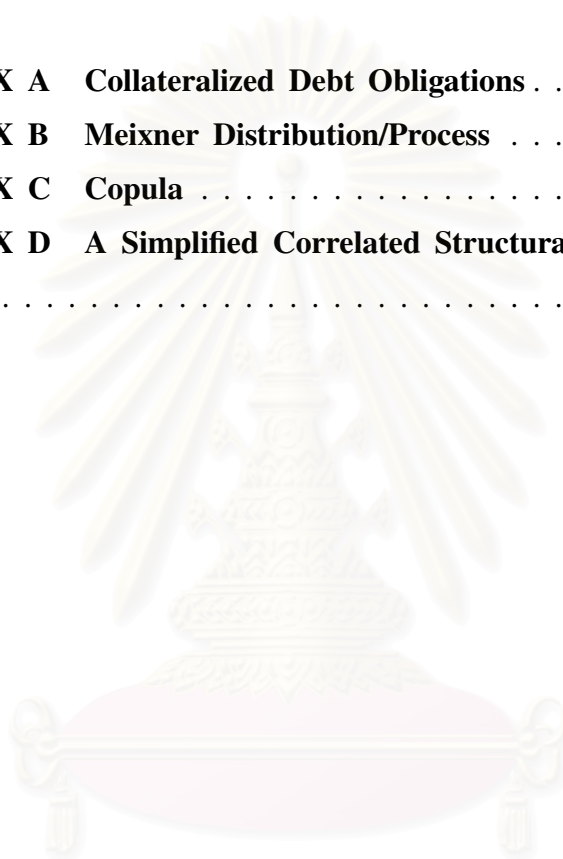 X A Collateralized Debt Obligations . .
X B Meixner Distribution/Process . . .
X C Copula . . . . . . . . . . . . . . . . .
X D A Simplified Correlated Structura
. . . . . . . . . . . . . . . . . . . . . . . . . .